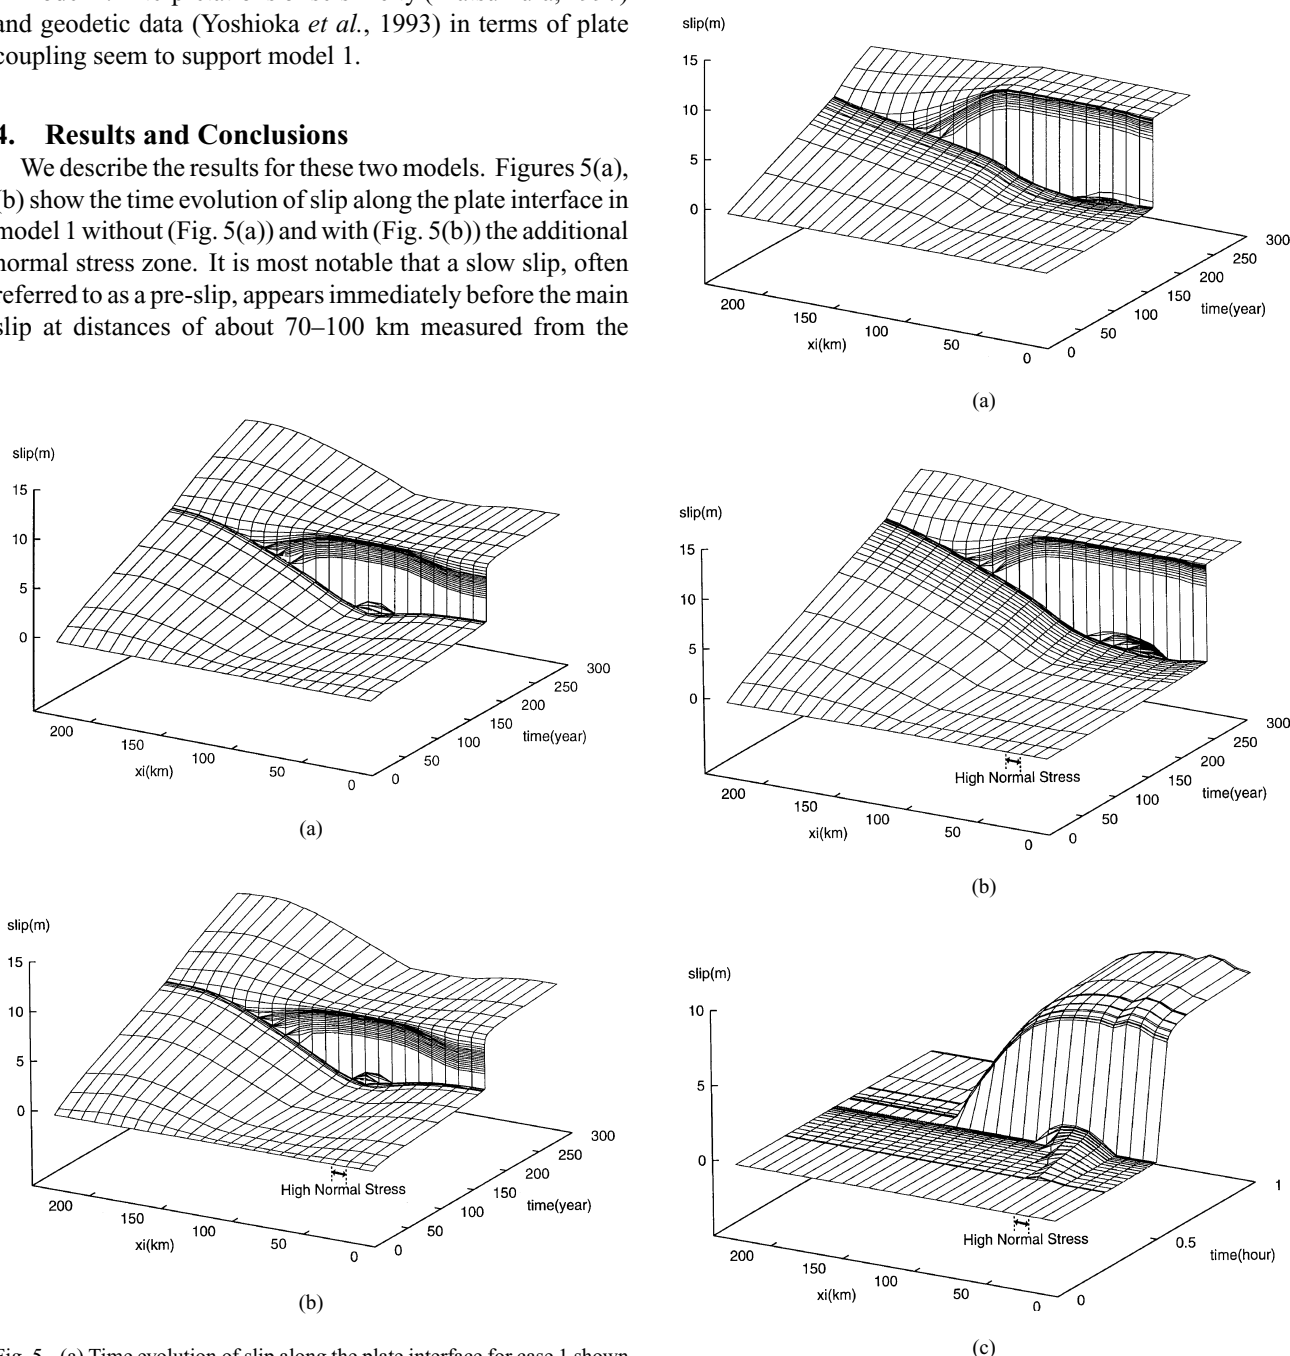 and geodetic data (Yoshioka et al., 1993) in terms of plate
coupling seem to support model 1.
4. Results and Conclusions
We describe the results for these two models. Figures 5(a),
(b) show the time evolution of slip along the plate interface in
model 1 without (Fig. 5(a)) and with (Fig. 5(b)) the additional
normal stress zone. It is most notable that a slow slip, often
referred to as a pre-slip, appears immediately before the main
slip at distances of about 70–100 km measured from the
slip(m)
15
10
5
0
200
150
100
50
0
xi(km)
0
50
100
150
200
250
300
time(year)
(a)
slip(m)
15
10
5
0
High Normal Stress
200
150
100
50
0
xi(km)
0
50
100
150
200
250
300
time(year)
(b)
Fig. 5. (a) Time evolution of slip along the plate interface for case 1 shown
slip(m)
15
10
5
0
200
150
100
50
0
xi(km)
0
50
100
150
200
250
300
time(year)
(a)
slip(m)
15
10
5
0
High Normal Stress
200
150
100
50
0
xi(km)
0
50
100
150
200
250
300
time(year)
(b)
slip(m)
10
5
0
High Normal Stress
200
150
100
50
0
xi(km)
0
0.5
1
time(hour)
(c)